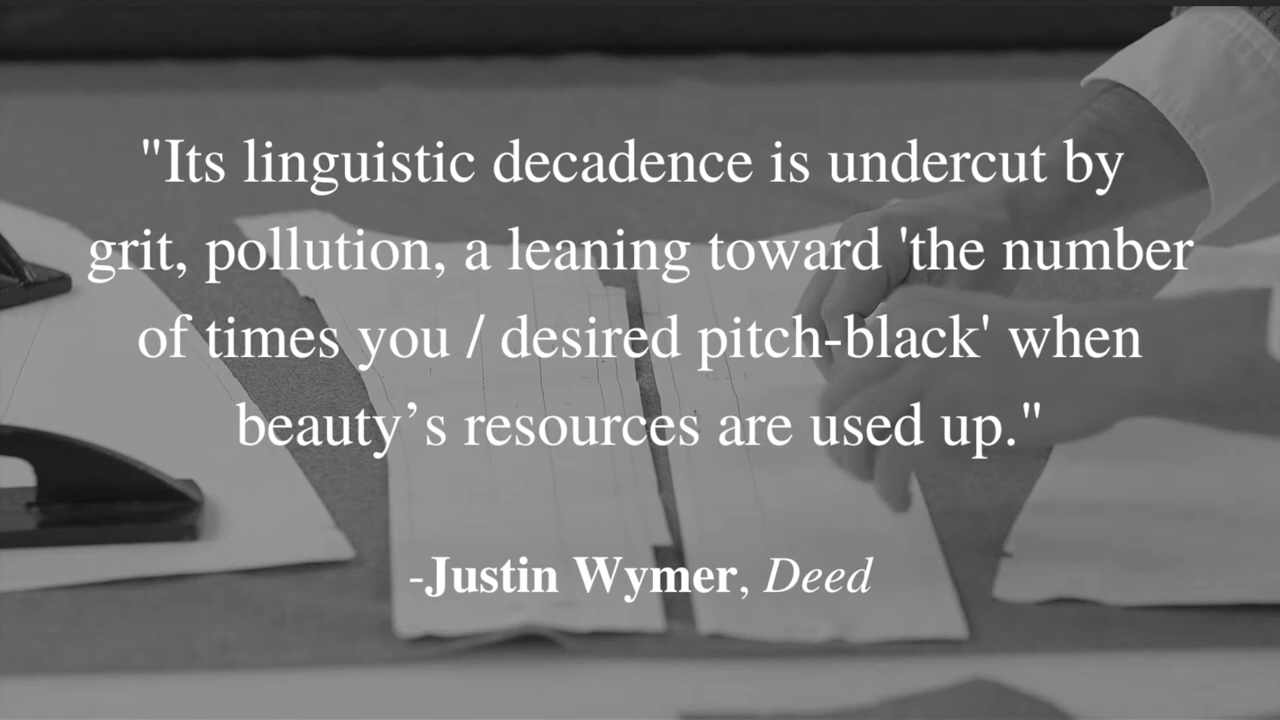 "Its linguistic decadence is undercut by
grit, pollution, a leaning toward 'the number
of times you / desired pitch-black' when
beauty’s resources are used up."
-Justin Wymer, Deed